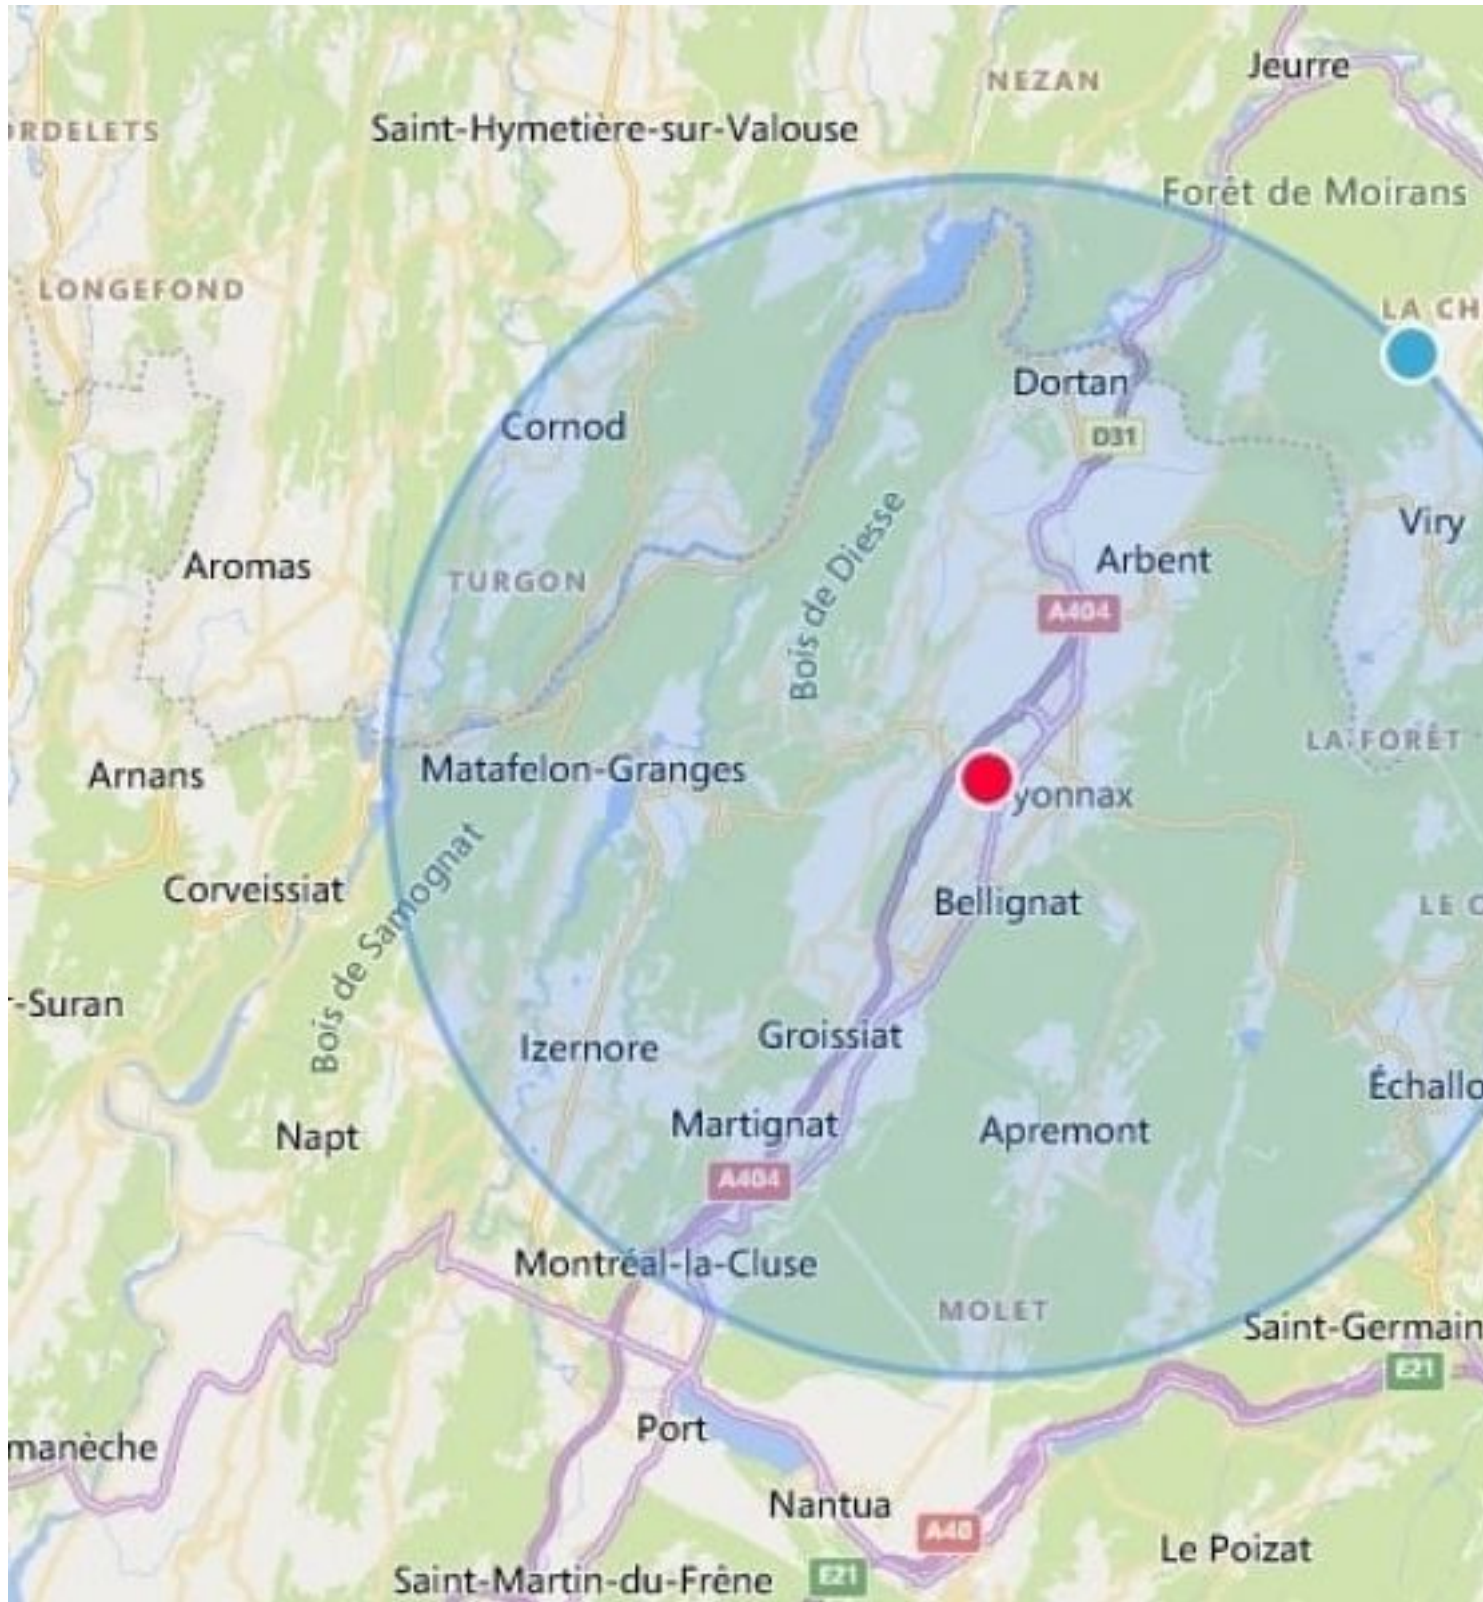 Jeurre
NEZAN
ORDELETS
Saint-Hymetière-sur-Valouse
Forêt de Moirans
LONGEFOND
LA CH
Dortan
Cornod
D31
Viry
Bois de Diesse
Arbent
Aromas
TURGON
A404
LA FORÊT
Matafelon-Granges
Arnans
yonnax
Corveissiat
Bellignat
LE C
Bois de Samognat
-Suran
Groissiat
Izernore
Échallo
Martignat
Apremont
Napt
A404
Montréal-la-Cluse
MOLET
Saint-Germain
E21
Port
manèche
Nantua
A40
Le Poizat
Saint-Martin-du-Frêne
E21